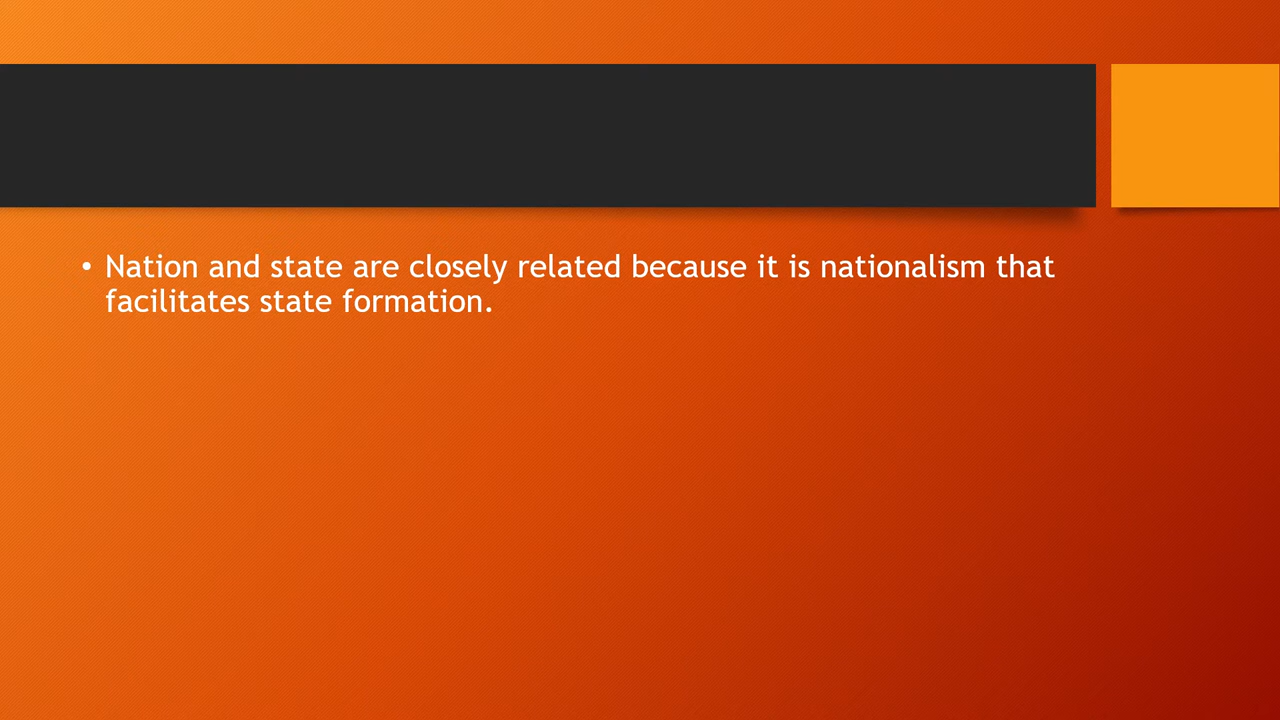 • Nation and state are closely related because it is nationalism that
facilitates state formation.